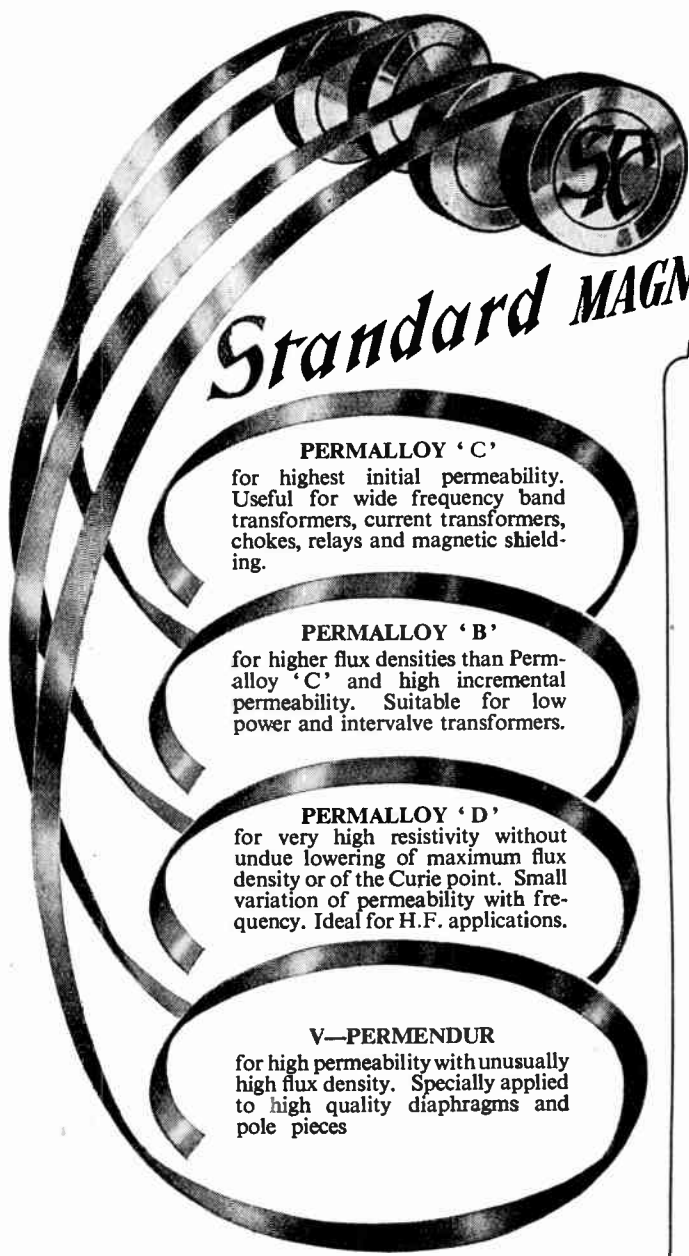 STC
Standard MAGN
PERMALLOY ‘C’
for highest initial permeability.
Useful for wide frequency band
transformers, current transformers,
chokes, relays and magnetic shield-
ing.
PERMALLOY ‘B’
for higher flux densities than Perm-
alloy ‘C’ and high incremental
permeability. Suitable for low
power and intervalve transformers.
PERMALLOY ‘D’
for very high resistivity without
undue lowering of maximum flux
density or of the Curie point. Small
variation of permeability with fre-
quency. Ideal for H.F. applications.
V—PERMENDUR
for high permeability with unusually
high flux density. Specially applied
to high quality diaphragms and
pole pieces